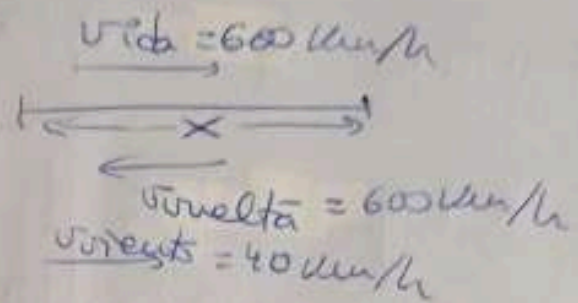 vida = 600 km/h
x
vvuelta = 600 km/h
vviento = 40 km/h